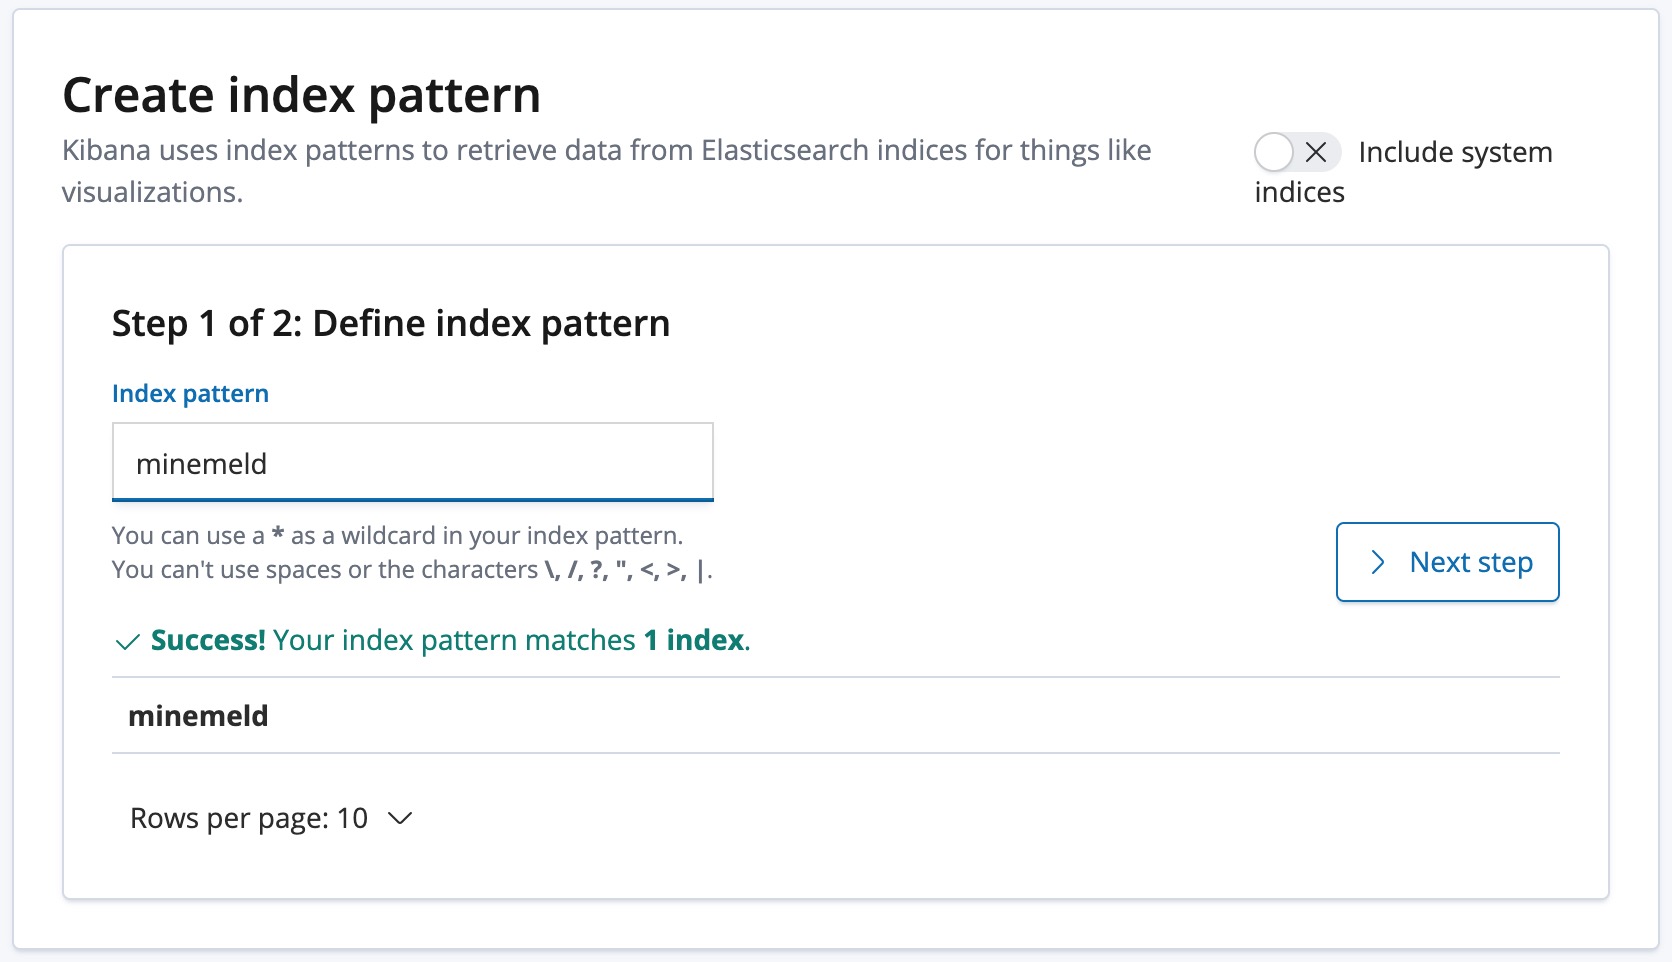 Create index pattern
Kibana uses index patterns to retrieve data from Elasticsearch indices for things like
visualizations.
Include system
indices
Step 1 of 2: Define index pattern
Index pattern
minemeld
You can use a * as a wildcard in your index pattern.
You can't use spaces or the characters \, /, ?, ", <, >, |.
Next step
Success! Your index pattern matches 1 index.
minemeld
Rows per page: 10